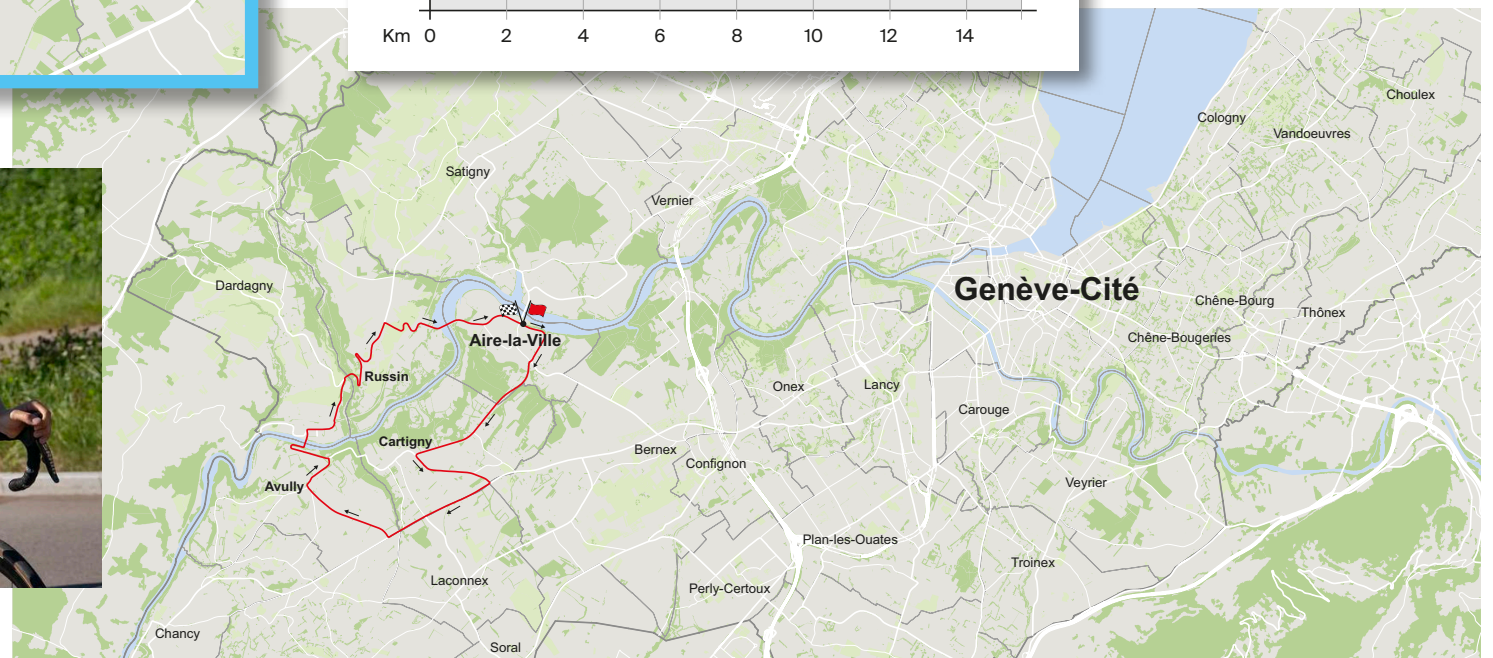 Km 0 2 4 6 8 10 12 14
Choulex
Cologny
Vandoeuvres
Satigny
Vernier
Dardagny
Genève-Cité
Chêne-Bourg
Thônex
Aire-la-Ville
Chêne-Bougeries
Russin
Onex
Lancy
Carouge
Cartigny
Bernex
Confignon
Avully
Veyrier
Plan-les-Ouates
Troinex
Laconnex
Perly-Certoux
Chancy
Soral